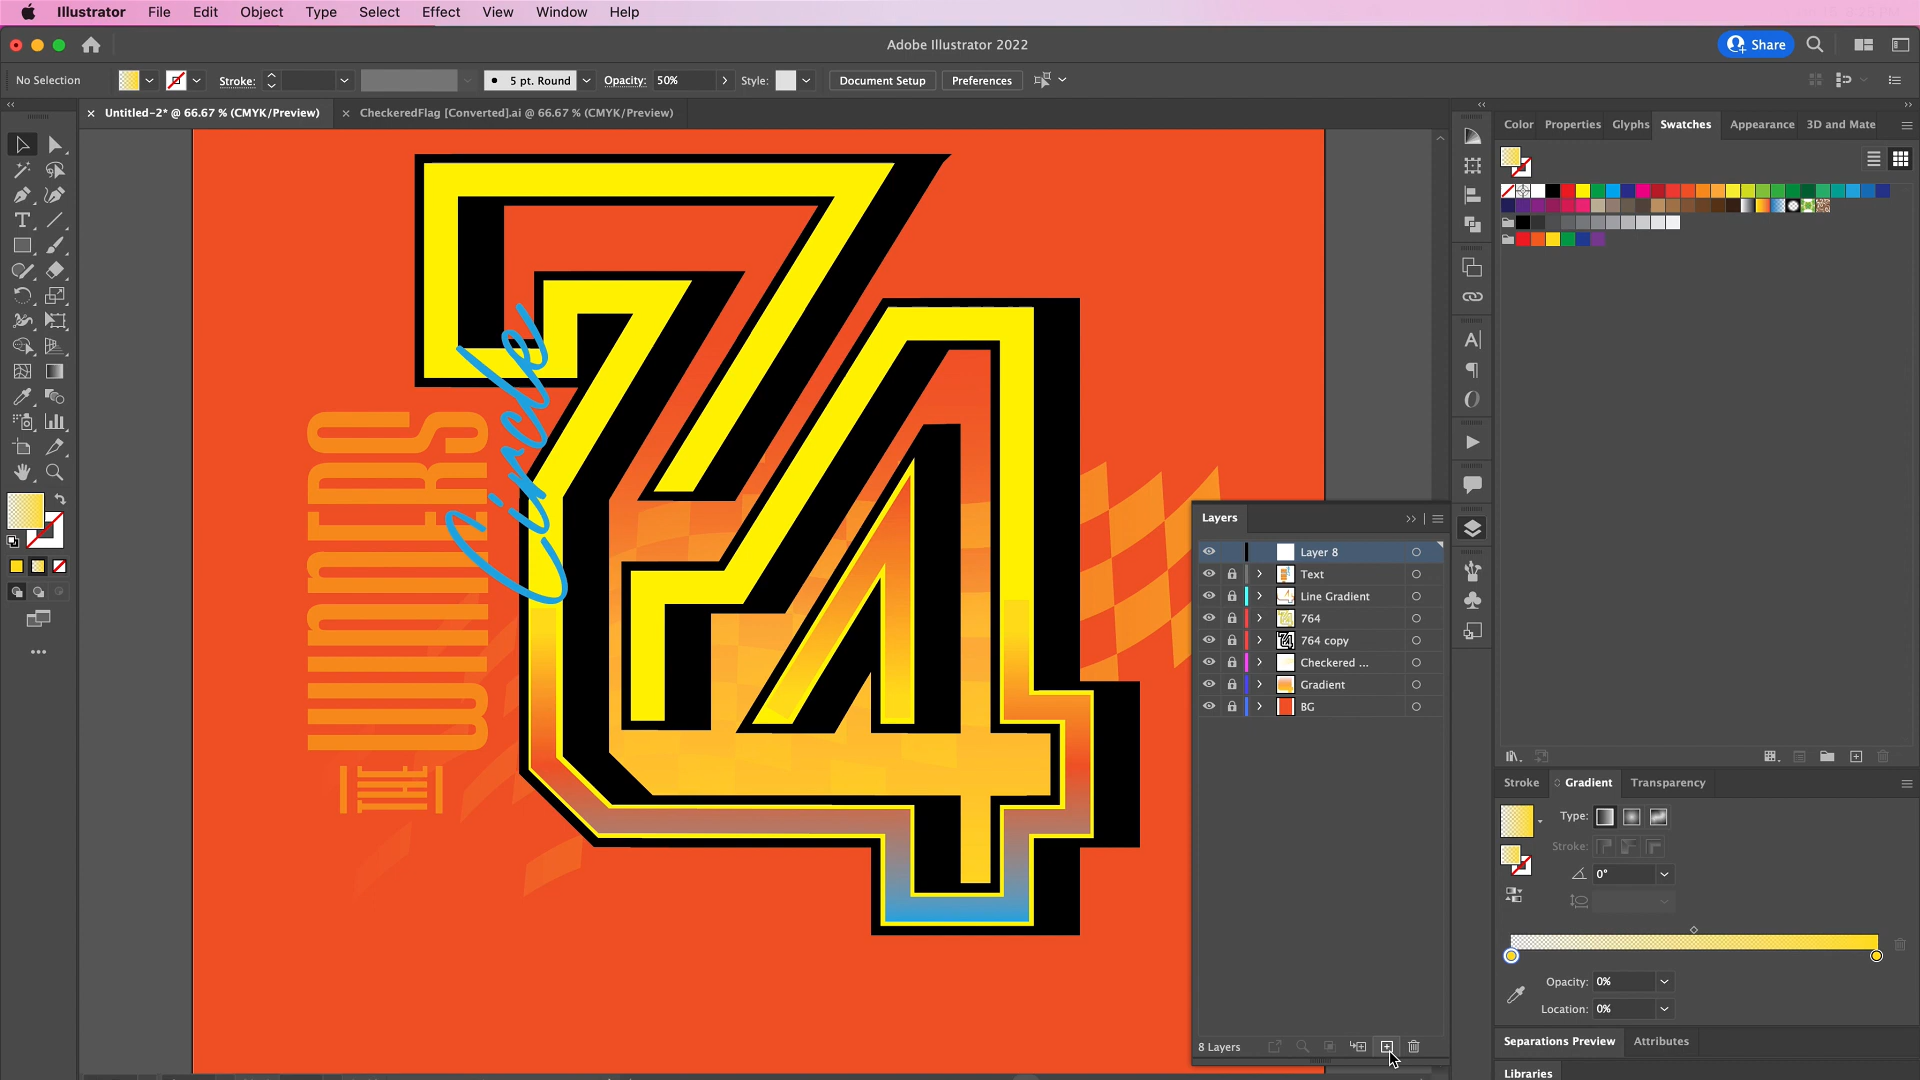 Illustrator File Edit Object Type Select Effect View Window Help
Adobe Illustrator 2022
Share
No Selection
Stroke:
5 pt. Round
Opacity: 50%
Style:
Document Setup
Preferences
Untitled-2* @ 66.67 % (CMYK/Preview)
CheckeredFlag [Converted].ai @ 66.67 % (CMYK/Preview)
Color Properties Glyphs Swatches Appearance 3D and Mate
74
THE WINNERS
Circle
Layers
Layer 8
Text
Line Gradient
764
764 copy
Checkered ...
Gradient
BG
8 Layers
Stroke Gradient Transparency
Type:
Stroke:
0°
Opacity: 0%
Location: 0%
Separations Preview Attributes
Libraries